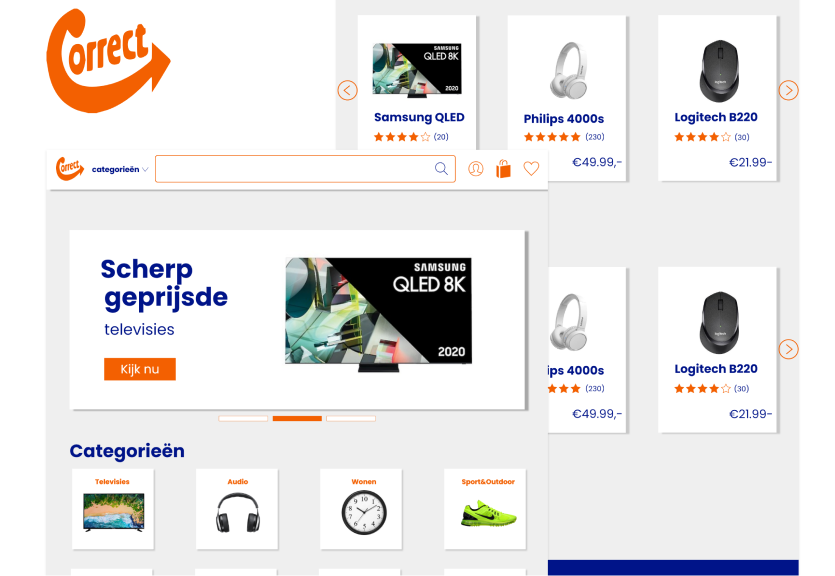 Correct
SAMSUNG
QLED 8K
2020
Samsung QLED
(20)
Philips 4000s
(230)
€49.99,-
Logitech B220
(30)
€21.99-
Correct
categorieën
Scherp
geprijsde
televisies
Kijk nu
SAMSUNG
QLED 8K
2020
ips 4000s
(230)
€49.99,-
Logitech B220
(30)
€21.99-
Categorieën
Televisies
Audio
Wonen
Sport&Outdoor